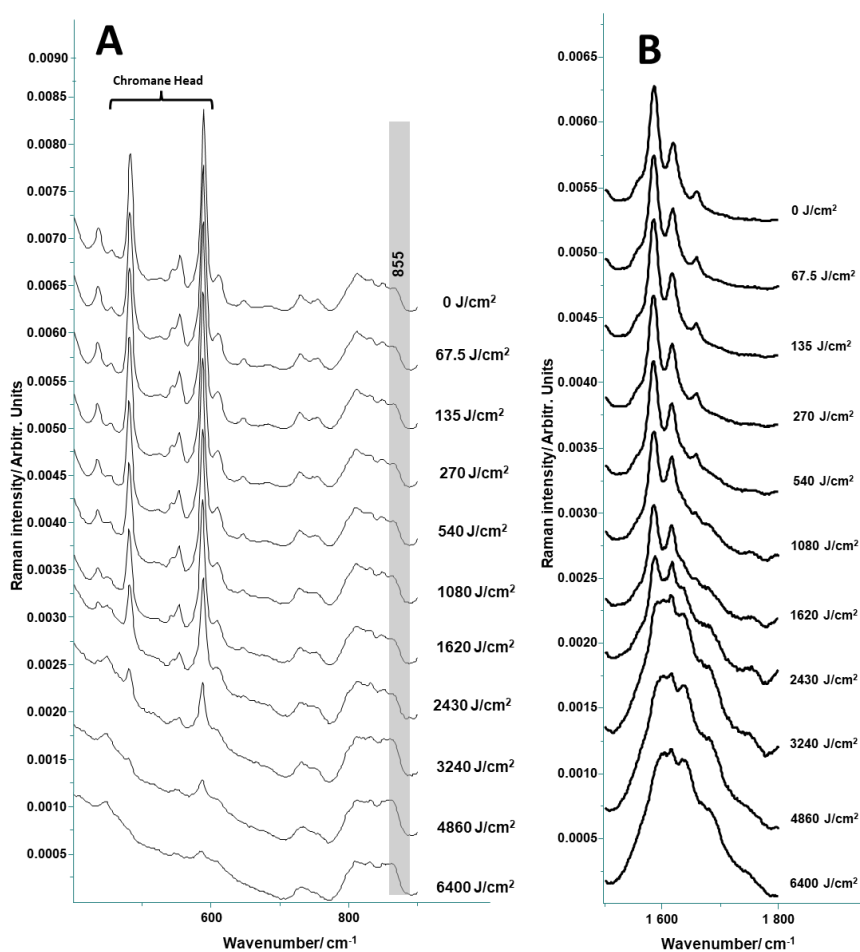 A
Chromane Head
0.0090
0.0085
0.0080
0.0075
0.0070
0.0065
0.0060
0.0055
0.0050
0.0045
0.0040
0.0035
0.0030
0.0025
0.0020
0.0015
0.0010
0.0005
Raman intensity/ Arbitr. Units
855
0 J/cm²
67.5 J/cm²
135 J/cm²
270 J/cm²
540 J/cm²
1080 J/cm²
1620 J/cm²
2430 J/cm²
3240 J/cm²
4860 J/cm²
6400 J/cm²
600
800
Wavenumber/ cm⁻¹
B
0.0065
0.0060
0.0055
0.0050
0.0045
0.0040
0.0035
0.0030
0.0025
0.0020
0.0015
0.0010
0.0005
Raman intensity/ Arbitr. Units
0 J/cm²
67.5 J/cm²
135 J/cm²
270 J/cm²
540 J/cm²
1080 J/cm²
1620 J/cm²
2430 J/cm²
3240 J/cm²
4860 J/cm²
6400 J/cm²
1 600
1 800
Wavenumber/ cm⁻¹